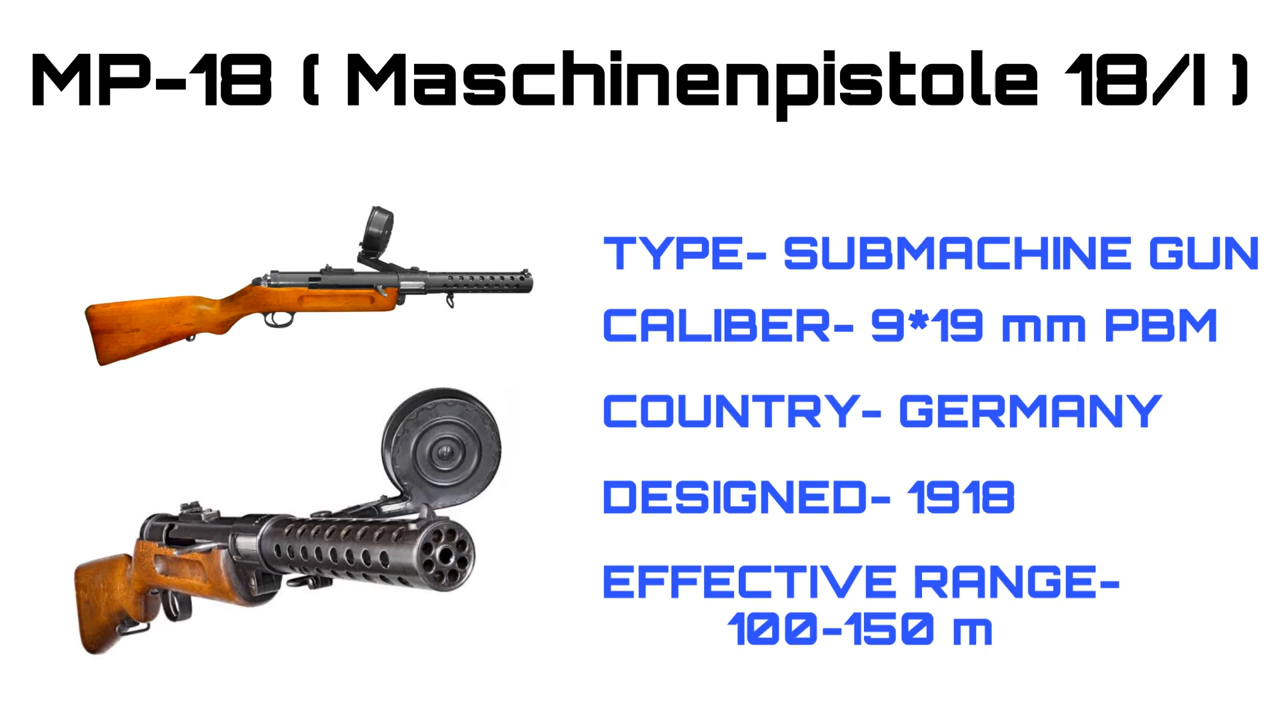 MP-18 ( Maschinenpistole 18/I )
TYPE- SUBMACHINE GUN
CALIBER- 9*19 mm PBM
COUNTRY- GERMANY
DESIGNED- 1918
EFFECTIVE RANGE-
100-150 m